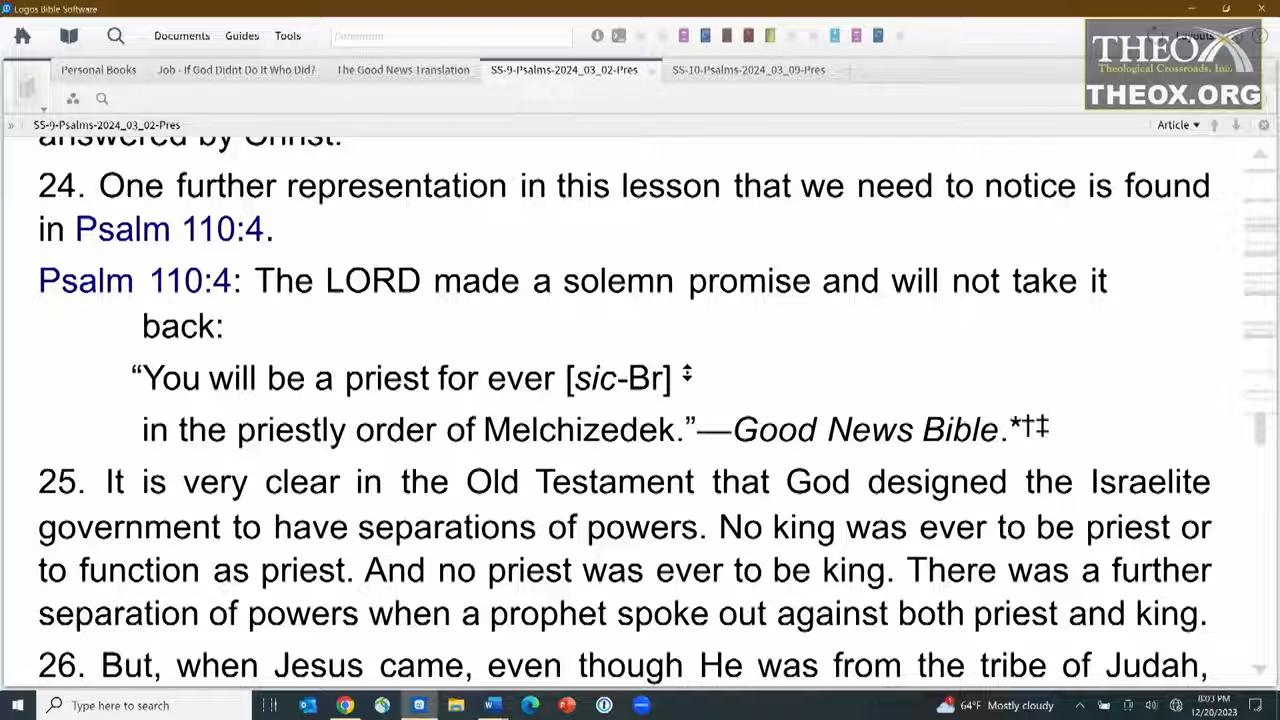 Logos Bible Software
Documents Guides Tools
Command
Layouts
THEOX
Theological Crossroads, Inc.
THEOX.ORG
Personal Books
Job - If God Didnt Do It Who Did?
The Good News Translation
SS-9-Psalms-2024_03_02-Pres
SS-10-Psalms-2024_03_09-Pres
» SS-9-Psalms-2024_03_02-Pres
Article
answered by Christ.
24. One further representation in this lesson that we need to notice is found
in Psalm 110:4.
Psalm 110:4: The LORD made a solemn promise and will not take it
back:
“You will be a priest for ever [sic-Br] ‡
in the priestly order of Melchizedek.”—Good News Bible.*†‡
25. It is very clear in the Old Testament that God designed the Israelite
government to have separations of powers. No king was ever to be priest or
to function as priest. And no priest was ever to be king. There was a further
separation of powers when a prophet spoke out against both priest and king.
26. But, when Jesus came, even though He was from the tribe of Judah,
Type here to search
64°F Mostly cloudy
8:03 PM
12/20/2023